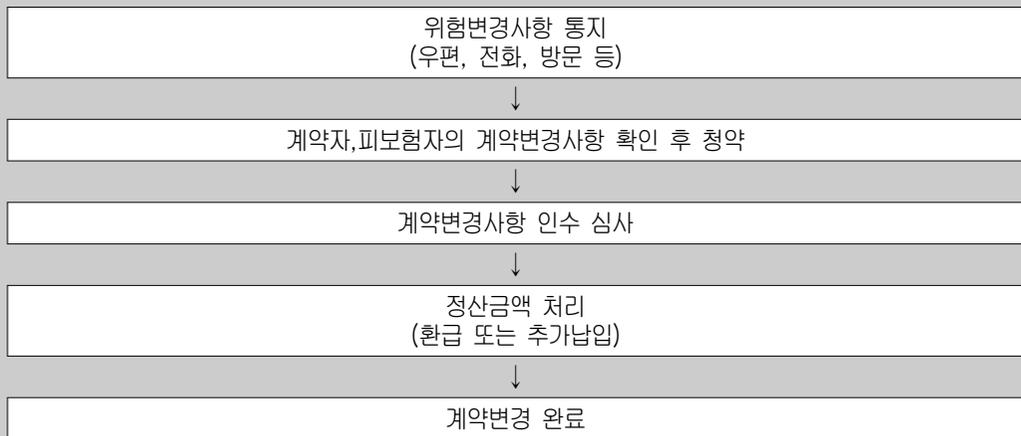 위험변경사항 통지
(우편, 전화, 방문 등)
↓
계약자,피보험자의 계약변경사항 확인 후 청약
↓
계약변경사항 인수 심사
↓
정산금액 처리
(환급 또는 추가납입)
↓
계약변경 완료